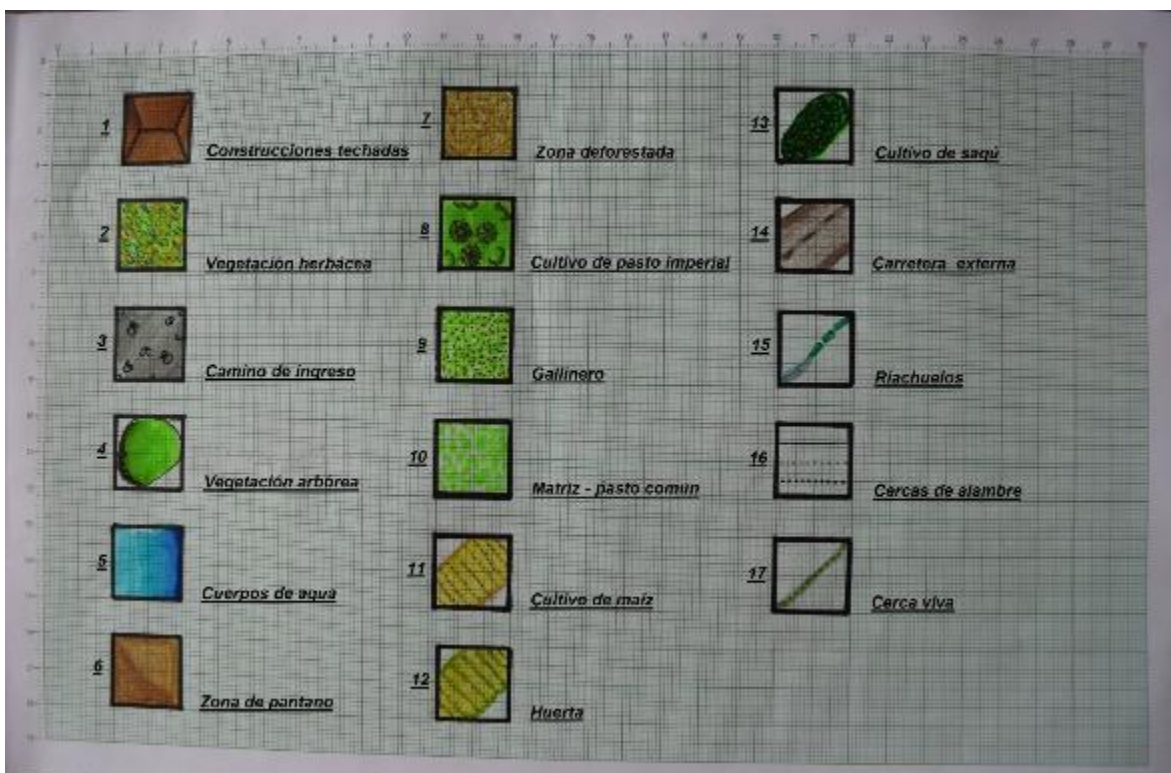 1 Construcciones techadas
2 Vegetación herbácea
3 Camino de ingreso
4 Vegetación arbórea
5 Cuerpos de agua
6 Zona de pantano
7 Zona deforestada
8 Cultivo de pasto imperial
9 Gallinero
10 Matriz - pasto común
11 Cultivo de maíz
12 Huerta
13 Cultivo de sagú
14 Carretera externa
15 Riachuelos
16 Cercas de alambre
17 Cerca viva